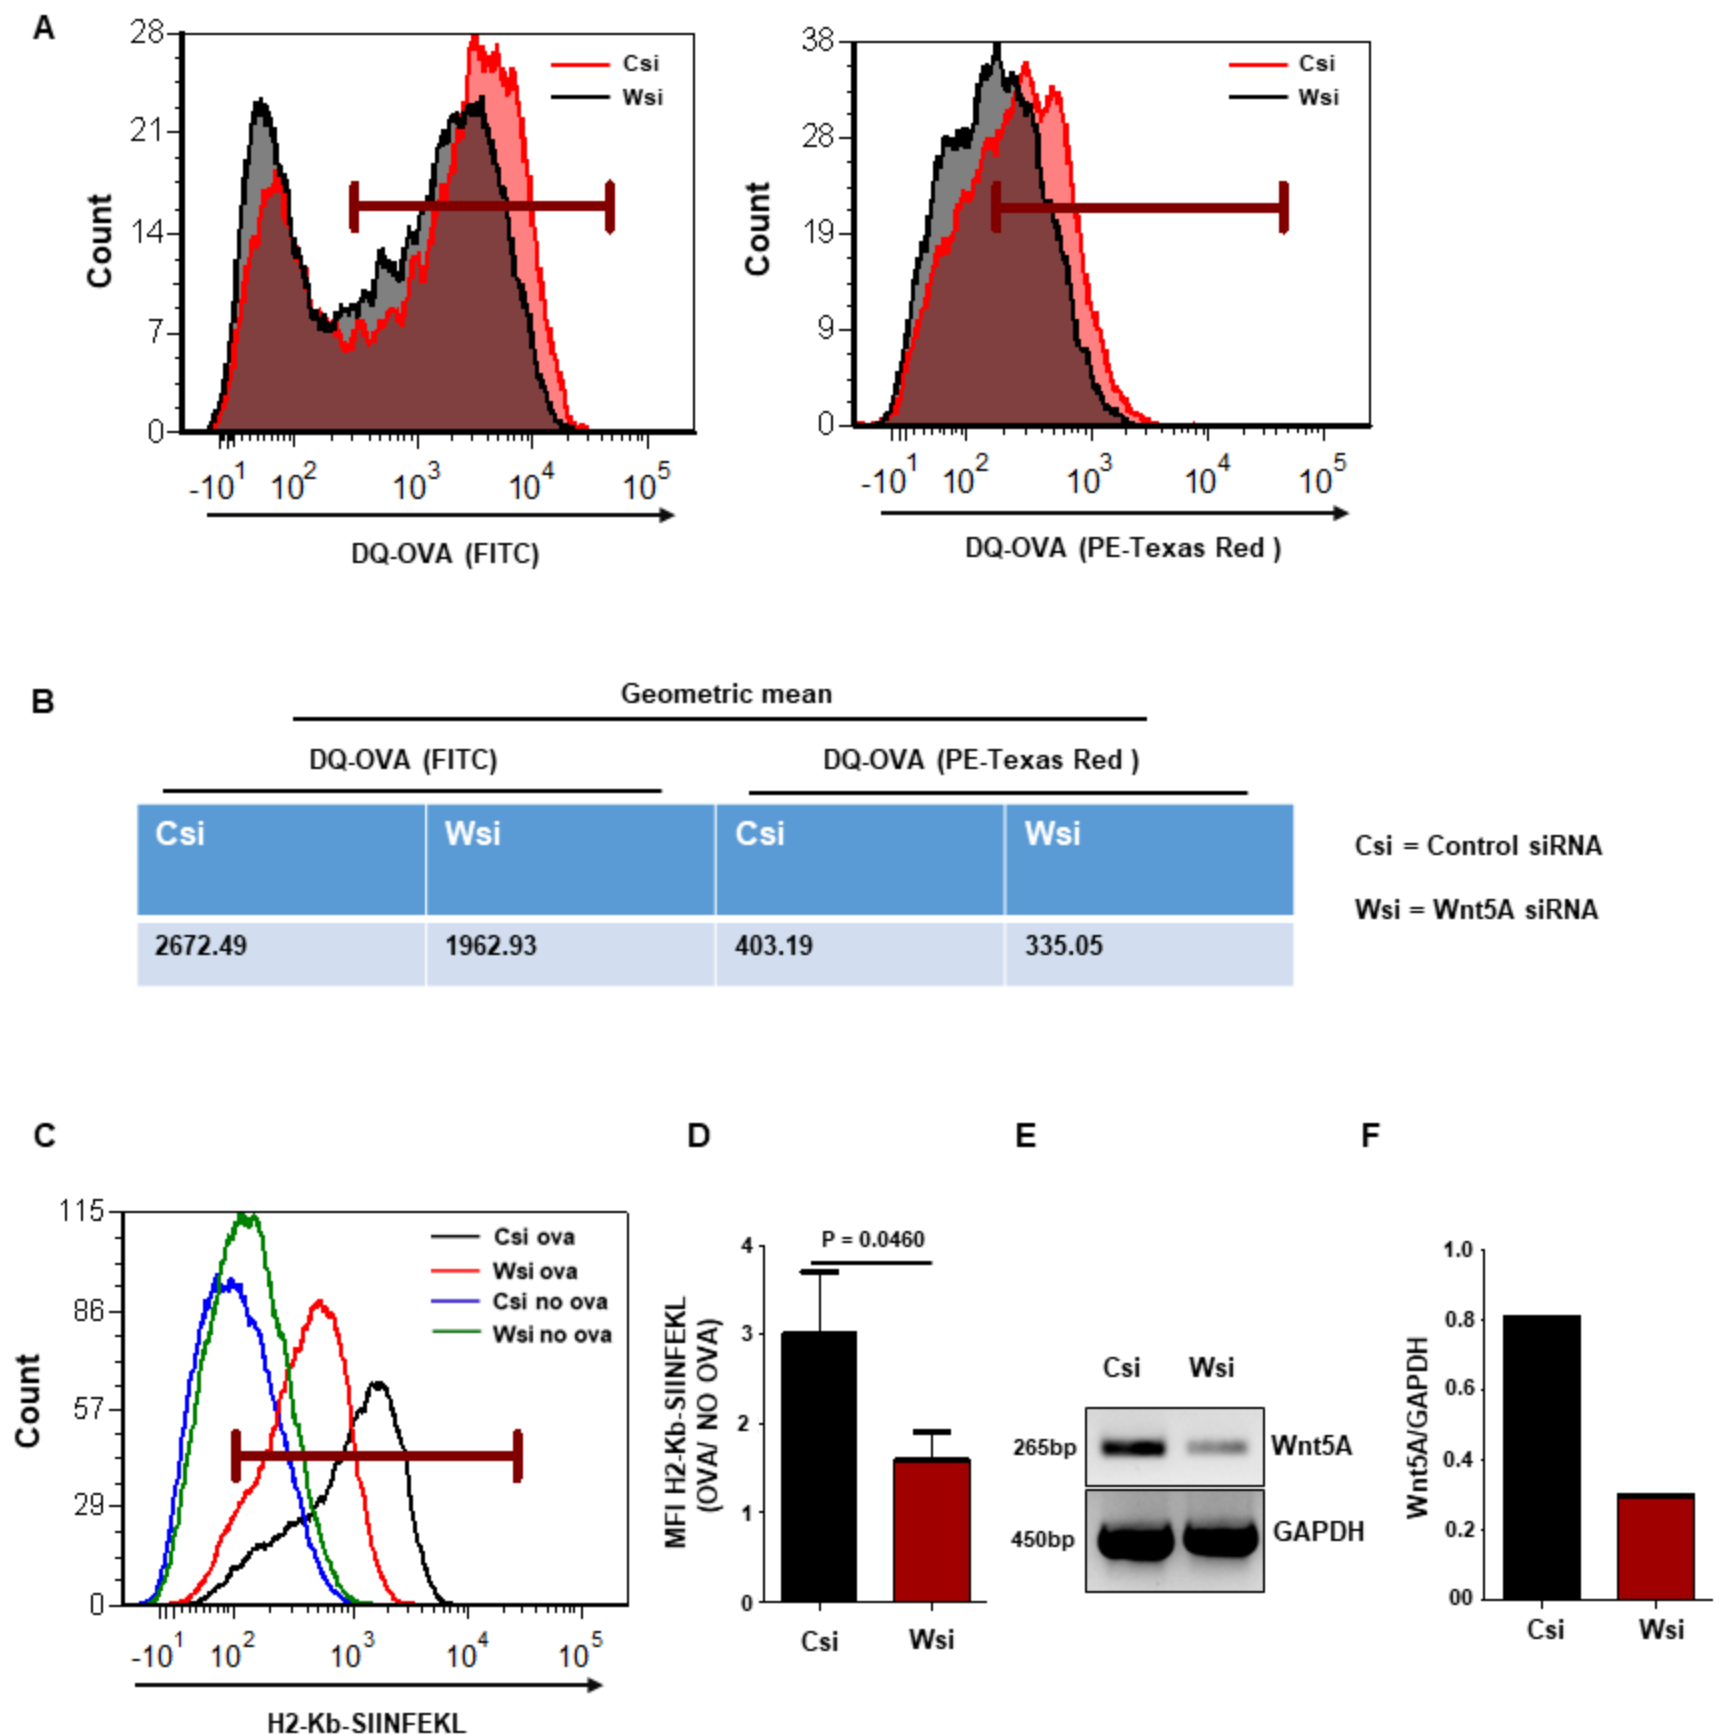 A
28
21
14
7
0
Count
Csi
Wsi
-10^1 10^2 10^3 10^4 10^5
DQ-OVA (FITC)
38
28
19
9
0
Count
Csi
Wsi
-10^1 10^2 10^3 10^4 10^5
DQ-OVA (PE-Texas Red )
B
Geometric mean
DQ-OVA (FITC) DQ-OVA (PE-Texas Red )
Csi Wsi Csi Wsi
2672.49 1962.93 403.19 335.05
Csi = Control siRNA
Wsi = Wnt5A siRNA
C
115
86
57
29
0
Count
Csi ova
Wsi ova
Csi no ova
Wsi no ova
-10^1 10^2 10^3 10^4 10^5
H2-Kb-SIINFEKL
D
MFI H2-Kb-SIINFEKL
(OVA/ NO OVA)
4
3
2
1
0
P = 0.0460
Csi Wsi
E
Csi Wsi
265bp Wnt5A
450bp GAPDH
F
Wnt5A/GAPDH
1.0
0.8
0.6
0.4
0.2
00
Csi Wsi